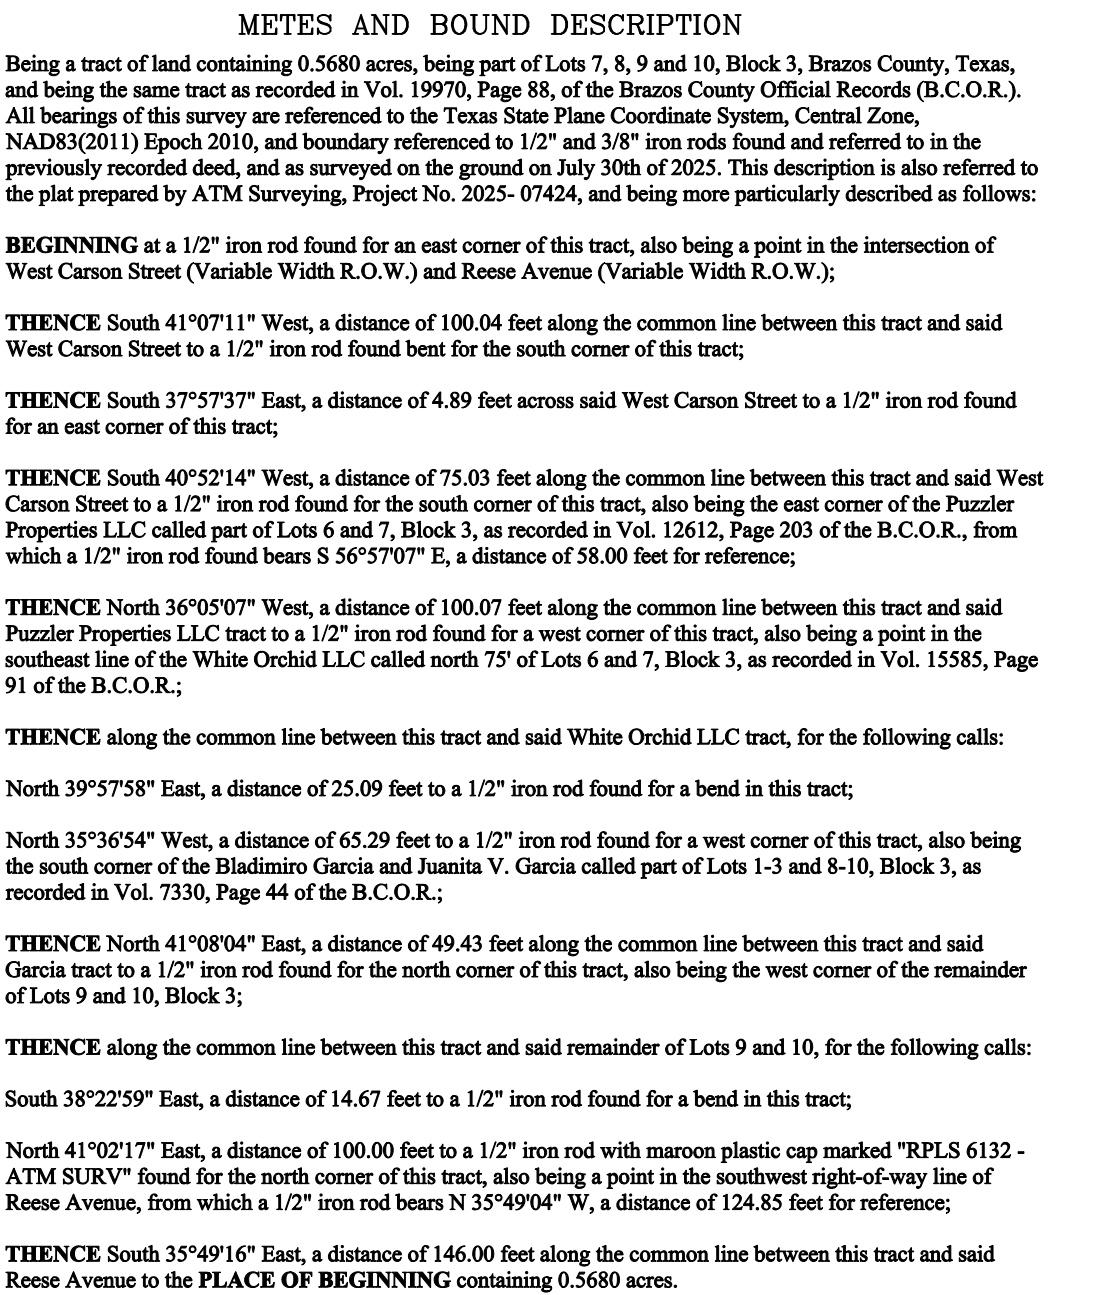 METES AND BOUND DESCRIPTION
Being a tract of land containing 0.5680 acres, being part of Lots 7, 8, 9 and 10, Block 3, Brazos County, Texas,
and being the same tract as recorded in Vol. 19970, Page 88, of the Brazos County Official Records (B.C.O.R.).
All bearings of this survey are referenced to the Texas State Plane Coordinate System, Central Zone,
NAD83(2011) Epoch 2010, and boundary referenced to 1/2" and 3/8" iron rods found and referred to in the
previously recorded deed, and as surveyed on the ground on July 30th of 2025. This description is also referred to
the plat prepared by ATM Surveying, Project No. 2025- 07424, and being more particularly described as follows:
BEGINNING at a 1/2" iron rod found for an east corner of this tract, also being a point in the intersection of
West Carson Street (Variable Width R.O.W.) and Reese Avenue (Variable Width R.O.W.);
THENCE South 41°07'11" West, a distance of 100.04 feet along the common line between this tract and said
West Carson Street to a 1/2" iron rod found bent for the south corner of this tract;
THENCE South 37°57'37" East, a distance of 4.89 feet across said West Carson Street to a 1/2" iron rod found
for an east corner of this tract;
THENCE South 40°52'14" West, a distance of 75.03 feet along the common line between this tract and said West
Carson Street to a 1/2" iron rod found for the south corner of this tract, also being the east corner of the Puzzler
Properties LLC called part of Lots 6 and 7, Block 3, as recorded in Vol. 12612, Page 203 of the B.C.O.R., from
which a 1/2" iron rod found bears S 56°57'07" E, a distance of 58.00 feet for reference;
THENCE North 36°05'07" West, a distance of 100.07 feet along the common line between this tract and said
Puzzler Properties LLC tract to a 1/2" iron rod found for a west corner of this tract, also being a point in the
southeast line of the White Orchid LLC called north 75' of Lots 6 and 7, Block 3, as recorded in Vol. 15585, Page
91 of the B.C.O.R.;
THENCE along the common line between this tract and said White Orchid LLC tract, for the following calls:
North 39°57'58" East, a distance of 25.09 feet to a 1/2" iron rod found for a bend in this tract;
North 35°36'54" West, a distance of 65.29 feet to a 1/2" iron rod found for a west corner of this tract, also being
the south corner of the Bladimiro Garcia and Juanita V. Garcia called part of Lots 1-3 and 8-10, Block 3, as
recorded in Vol. 7330, Page 44 of the B.C.O.R.;
THENCE North 41°08'04" East, a distance of 49.43 feet along the common line between this tract and said
Garcia tract to a 1/2" iron rod found for the north corner of this tract, also being the west corner of the remainder
of Lots 9 and 10, Block 3;
THENCE along the common line between this tract and said remainder of Lots 9 and 10, for the following calls:
South 38°22'59" East, a distance of 14.67 feet to a 1/2" iron rod found for a bend in this tract;
North 41°02'17" East, a distance of 100.00 feet to a 1/2" iron rod with maroon plastic cap marked "RPLS 6132 -
ATM SURV" found for the north corner of this tract, also being a point in the southwest right-of-way line of
Reese Avenue, from which a 1/2" iron rod bears N 35°49'04" W, a distance of 124.85 feet for reference;
THENCE South 35°49'16" East, a distance of 146.00 feet along the common line between this tract and said
Reese Avenue to the PLACE OF BEGINNING containing 0.5680 acres.